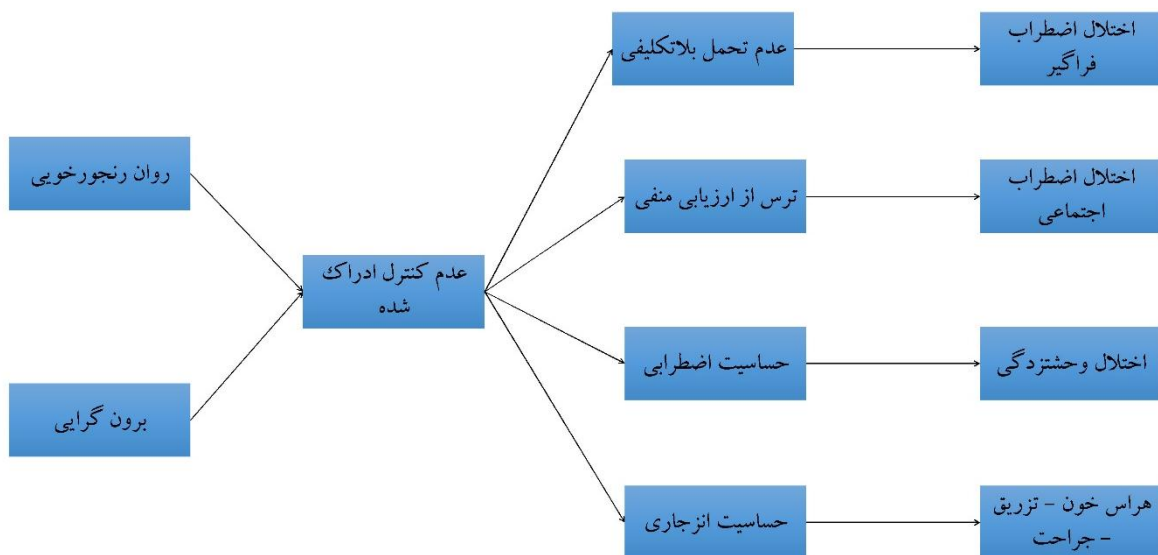 روان رنجورخویی
برون گرایی
عدم کنترل ادراک
شده
عدم تحمل بلاتکلیفی
ترس از ارزیابی منفی
حساسیت اضطرابی
حساسیت انزجاری
اختلال اضطراب
فراگیر
اختلال اضطراب
اجتماعی
اختلال وحشتزدگی
هراس خون – تزریق
– جراحت